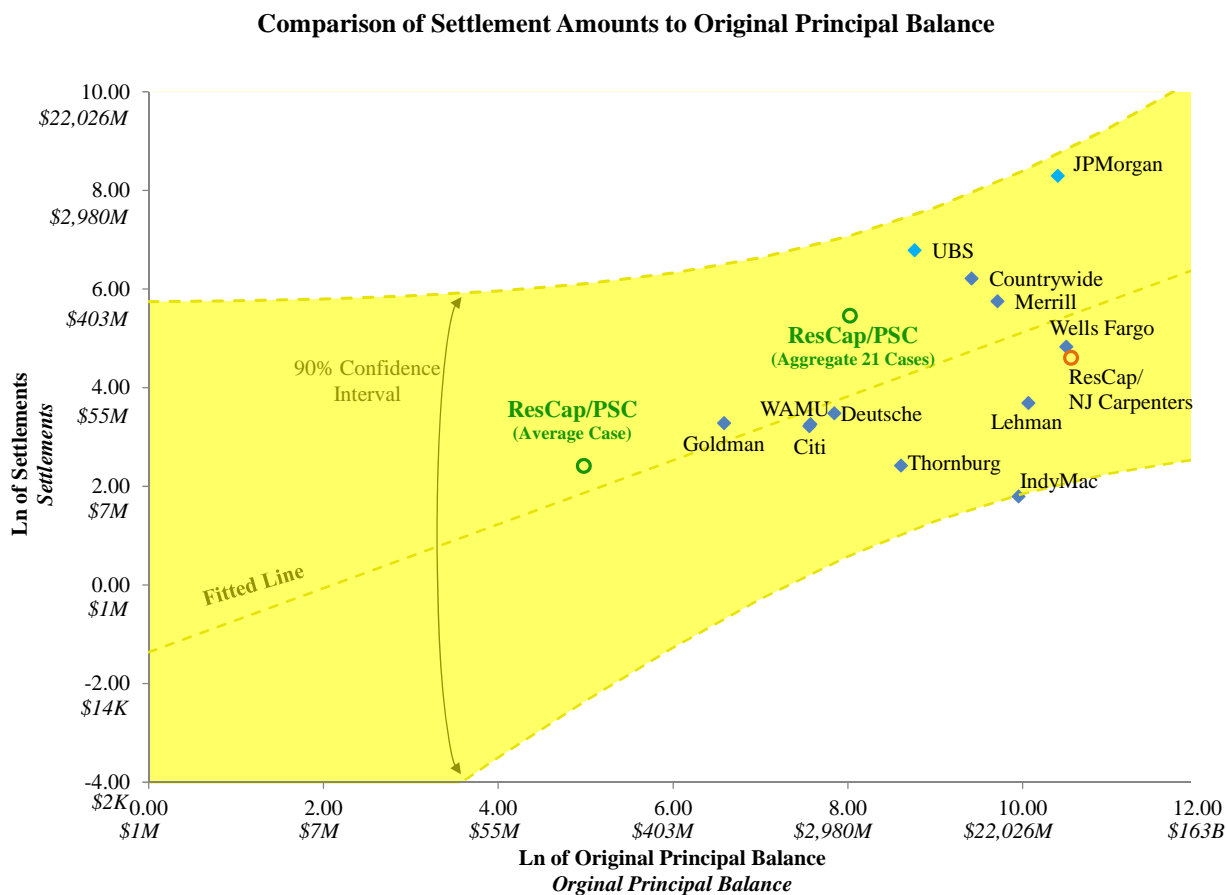 Comparison of Settlement Amounts to Original Principal Balance
10.00
$22,026M
JPMorgan
8.00
$2,980M
UBS
Countrywide
6.00
$403M
Merrill
Wells Fargo
ResCap/PSC
(Aggregate 21 Cases)
90% Confidence
Interval
ResCap/
NJ Carpenters
4.00
$55M
ResCap/PSC
(Average Case)
WAMU
Deutsche
Lehman
Goldman
Citi
Thornburg
IndyMac
2.00
$7M
Fitted Line
0.00
$1M
-2.00
$14K
-4.00
$2K
Ln of Settlements
Settlements
0.00 2.00 4.00 6.00 8.00 10.00 12.00
$1M $7M $55M $403M $2,980M $22,026M $163B
Ln of Original Principal Balance
Orginal Principal Balance